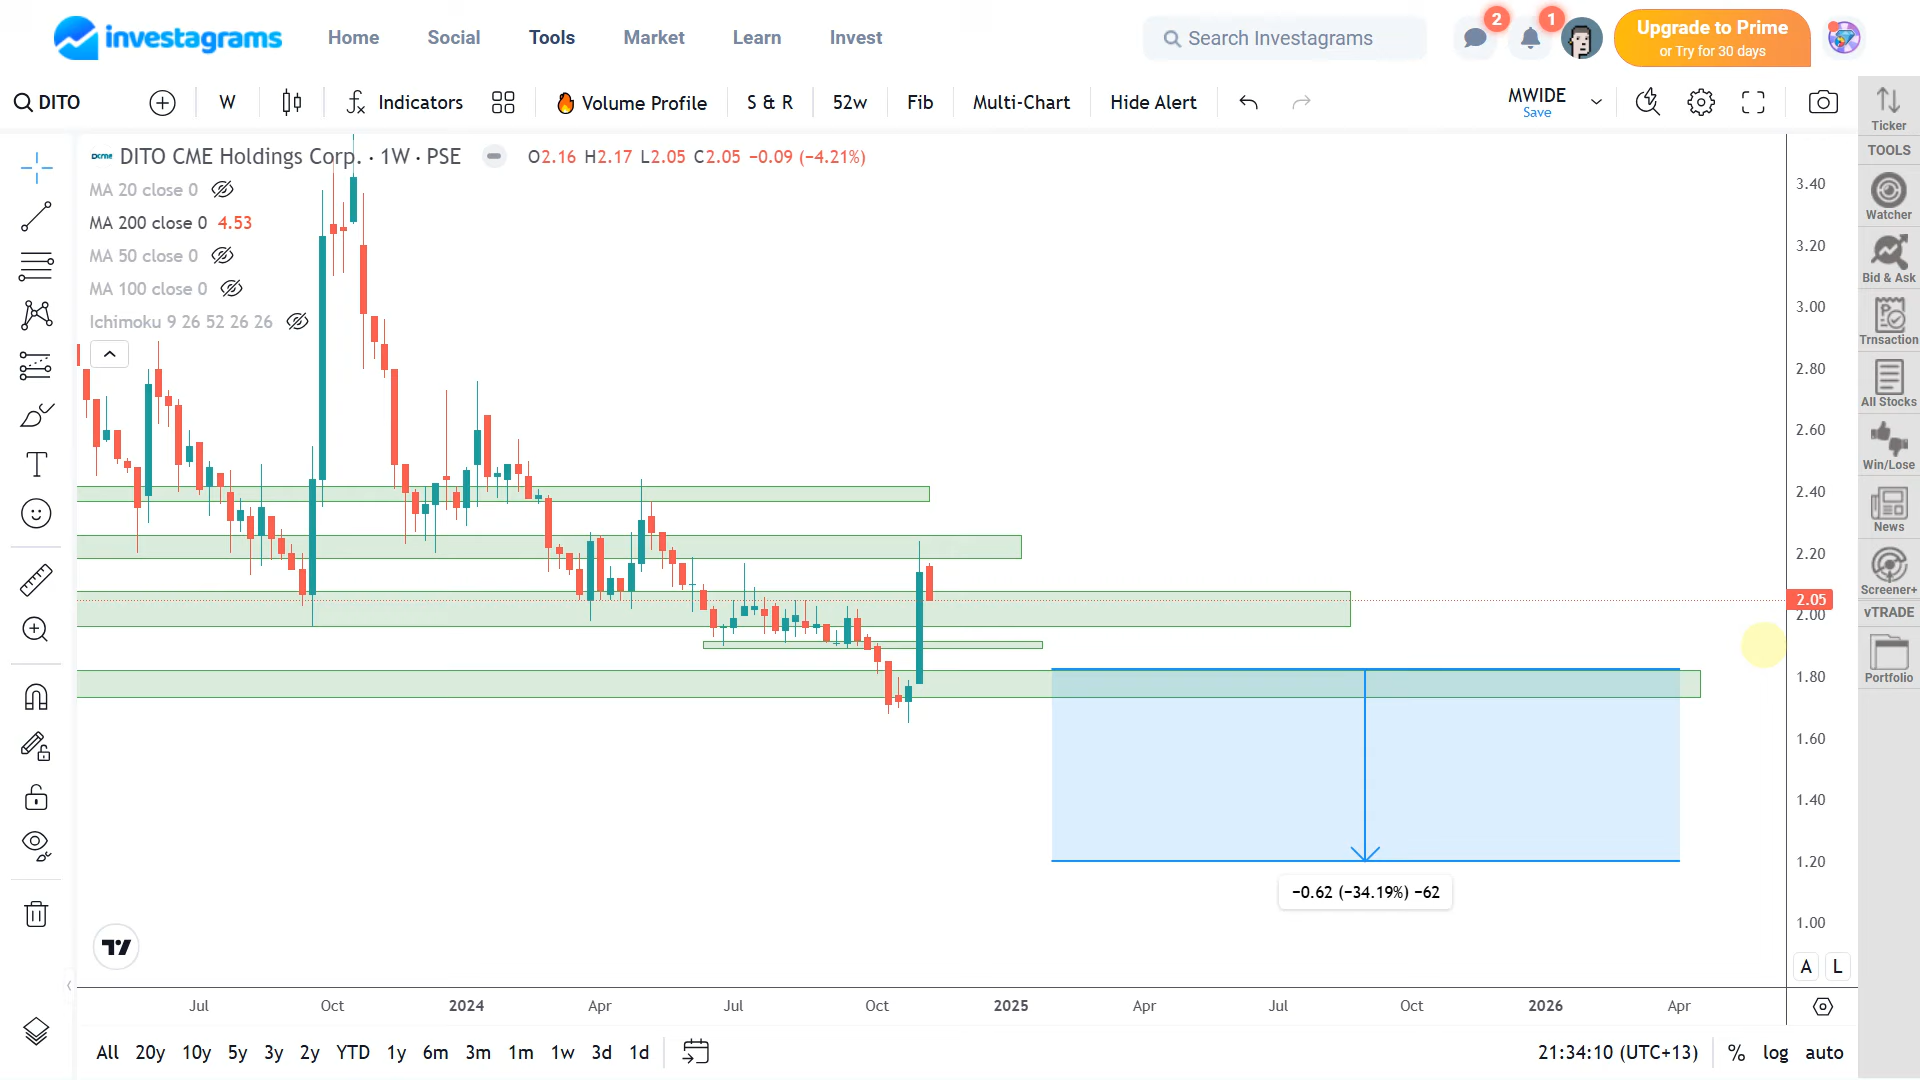 investagrams Home Social Tools Market Learn Invest Search Investagrams 2 1 Upgrade to Prime
or Try for 30 days
DITO W Indicators Volume Profile S & R 52w Fib Multi-Chart Hide Alert MWIDE
Save
Ticker
TOOLS
Watcher
Bid & Ask
Trnsaction
All Stocks
Win/Lose
News
Screener+
vTRADE
Portfolio
DITO CME Holdings Corp. · 1W · PSE O2.16 H2.17 L2.05 C2.05 −0.09 (−4.21%)
MA 20 close 0
MA 200 close 0 4.53
MA 50 close 0
MA 100 close 0
Ichimoku 9 26 52 26 26
3.40
3.20
3.00
2.80
2.60
2.40
2.20
2.05
2.00
1.80
1.60
1.40
1.20
1.00
−0.62 (−34.19%) −62
A L
Jul Oct 2024 Apr Jul Oct 2025 Apr Jul Oct 2026 Apr
All 20y 10y 5y 3y 2y YTD 1y 6m 3m 1m 1w 3d 1d 21:34:10 (UTC+13) % log auto